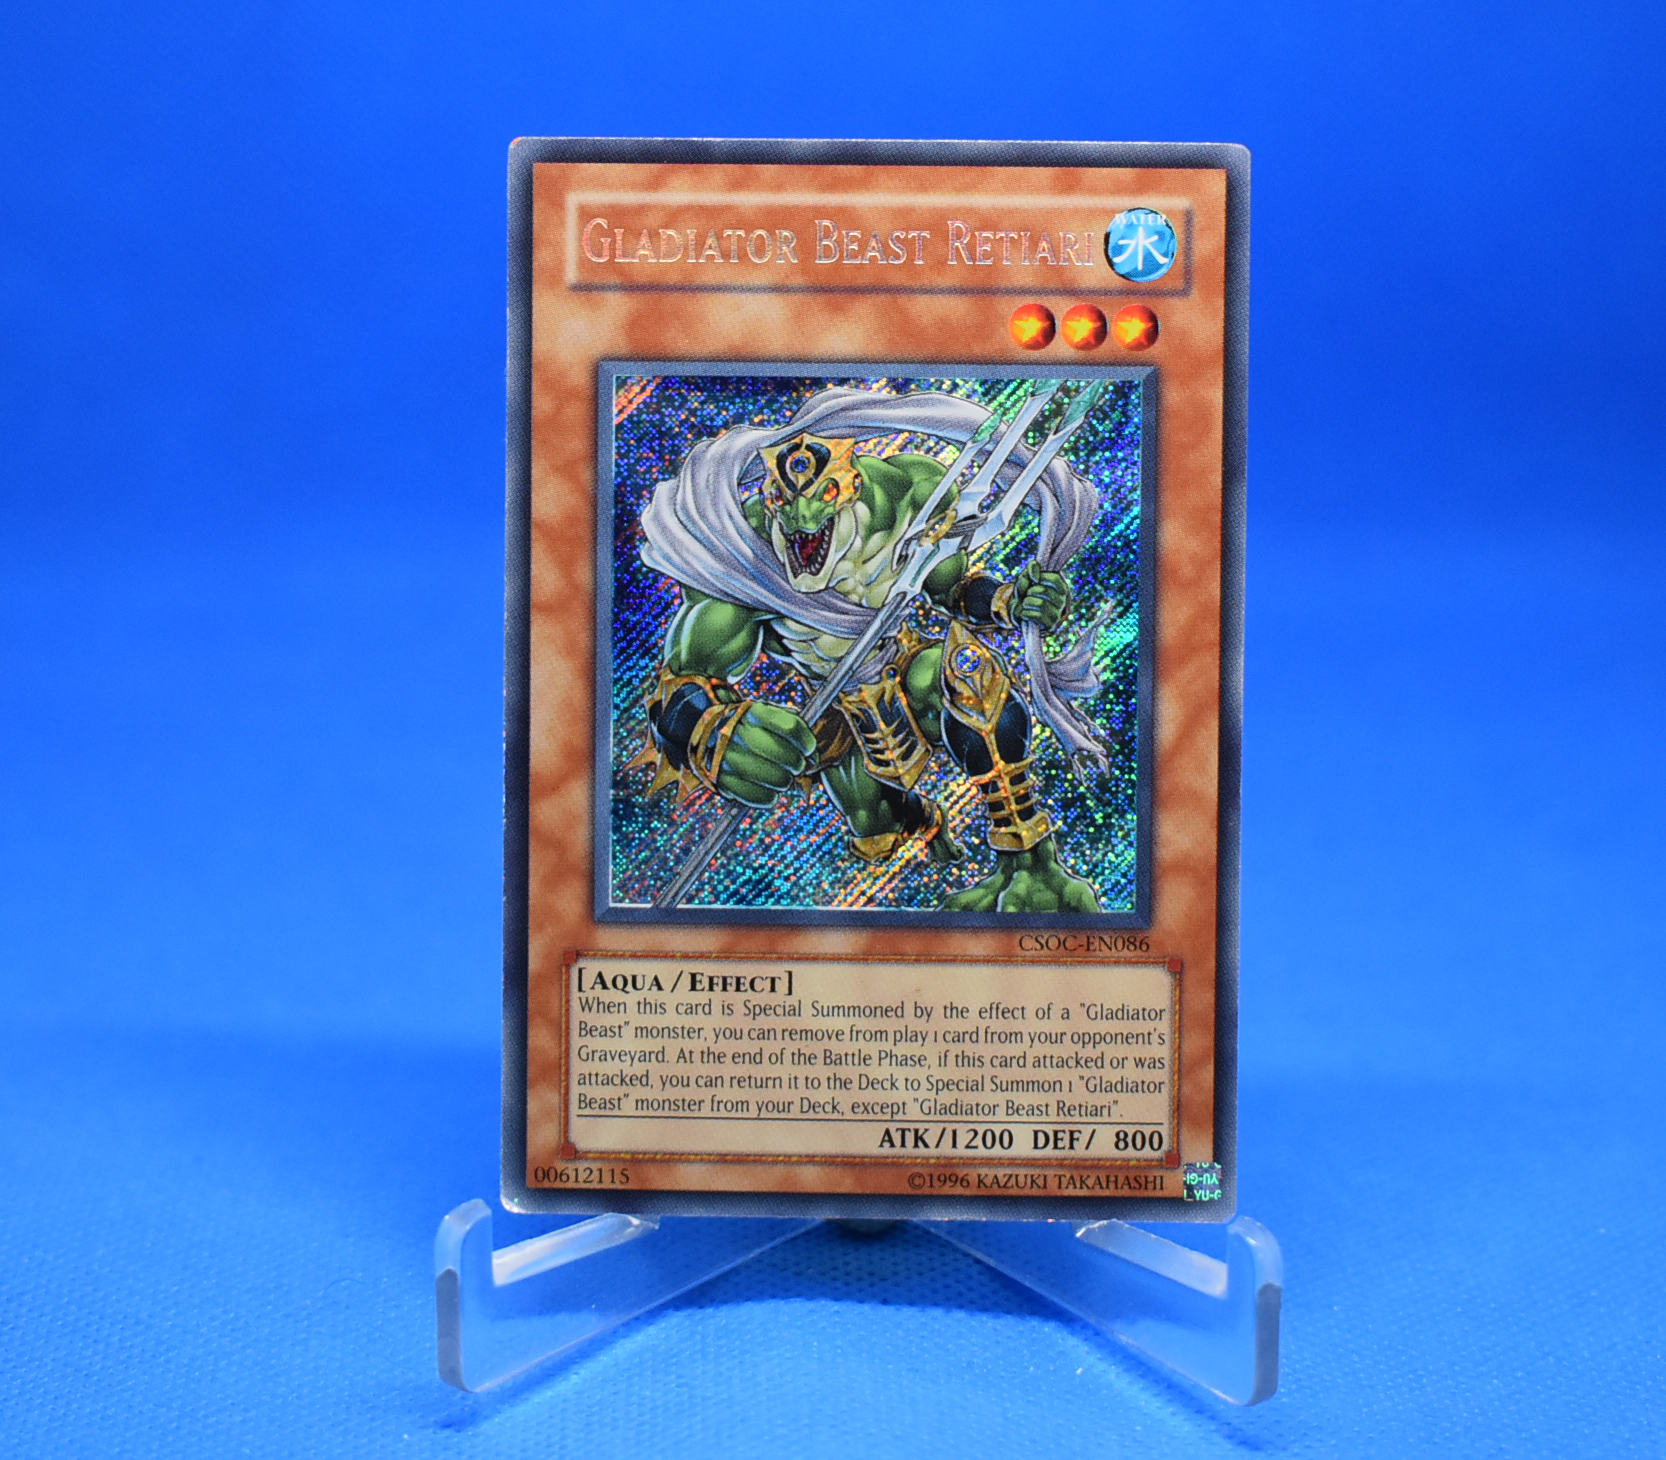 GLADIATOR BEAST RETIARI
WATER
水
CSOC-EN086
[AQUA / EFFECT]
When this card is Special Summoned by the effect of a "Gladiator
Beast" monster, you can remove from play 1 card from your opponent's
Graveyard. At the end of the Battle Phase, if this card attacked or was
attacked, you can return it to the Deck to Special Summon 1 "Gladiator
Beast" monster from your Deck, except "Gladiator Beast Retiari".
ATK/1200 DEF/ 800
00612115
©1996 KAZUKI TAKAHASHI